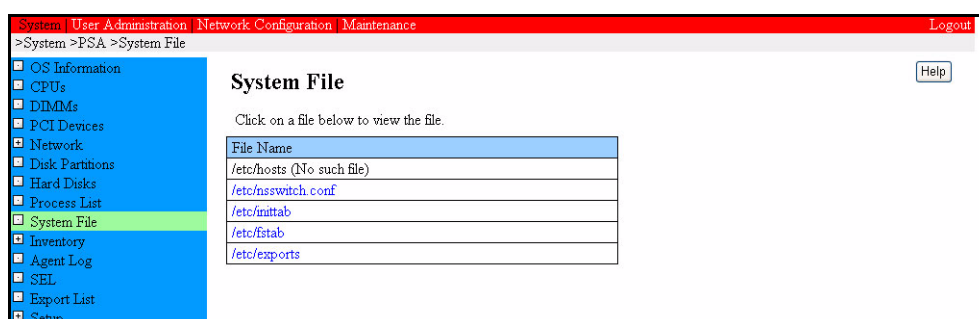 System | User Administration | Network Configuration | Maintenance Logout
>System >PSA >System File
OS Information
CPUs
DIMMs
PCI Devices
Network
Disk Partitions
Hard Disks
Process List
System File
Inventory
Agent Log
SEL
Export List
Setup
System File
Help
Click on a file below to view the file.
File Name
/etc/hosts (No such file)
/etc/nsswitch.conf
/etc/inittab
/etc/fstab
/etc/exports